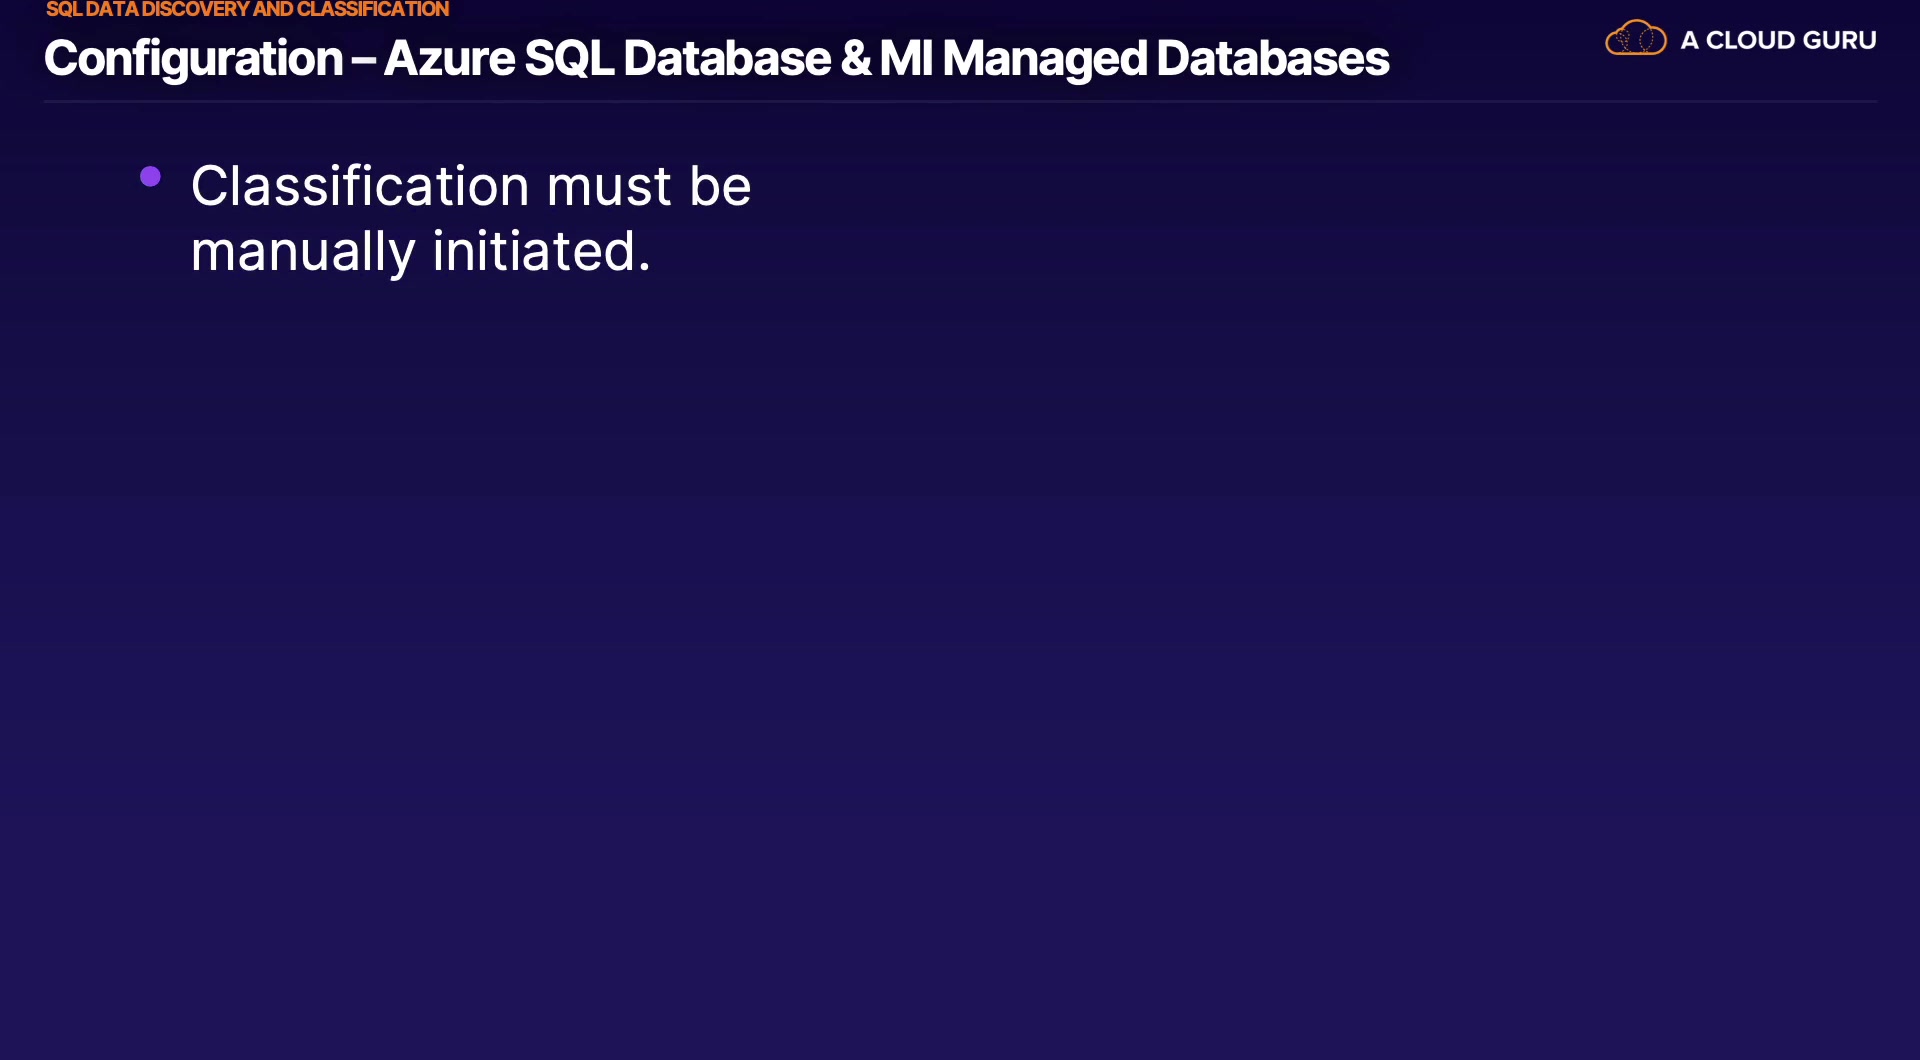 SQL DATA DISCOVERY AND CLASSIFICATION
Configuration – Azure SQL Database & MI Managed Databases
A CLOUD GURU
Classification must be
manually initiated.